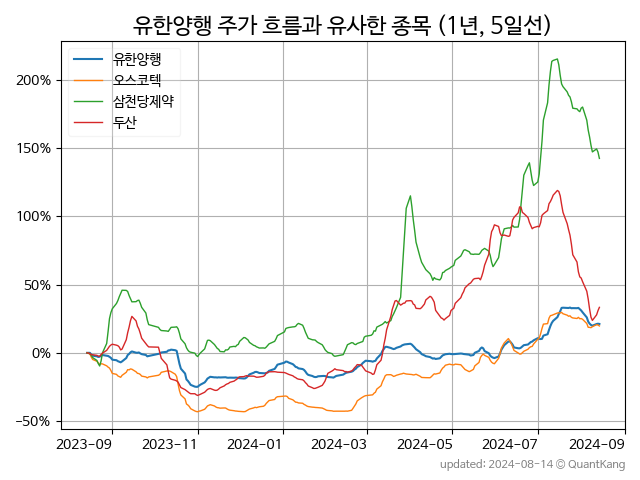 유한양행 주가 흐름과 유사한 종목 (1년, 5일선)
유한양행
오스코텍
삼천당제약
두산
200%
150%
100%
50%
0%
−50%
2023-09
2023-11
2024-01
2024-03
2024-05
2024-07
2024-09
updated: 2024-08-14 © QuantKang